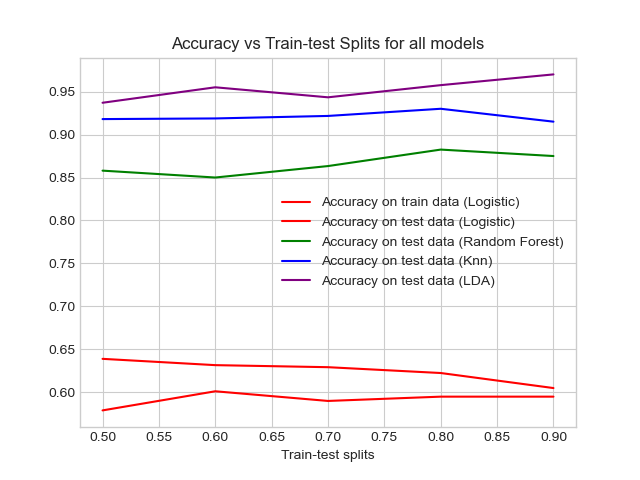 Accuracy vs Train-test Splits for all models
0.95
0.90
0.85
0.80
0.75
0.70
0.65
0.60
Accuracy on train data (Logistic)
Accuracy on test data (Logistic)
Accuracy on test data (Random Forest)
Accuracy on test data (Knn)
Accuracy on test data (LDA)
0.50 0.55 0.60 0.65 0.70 0.75 0.80 0.85 0.90
Train-test splits